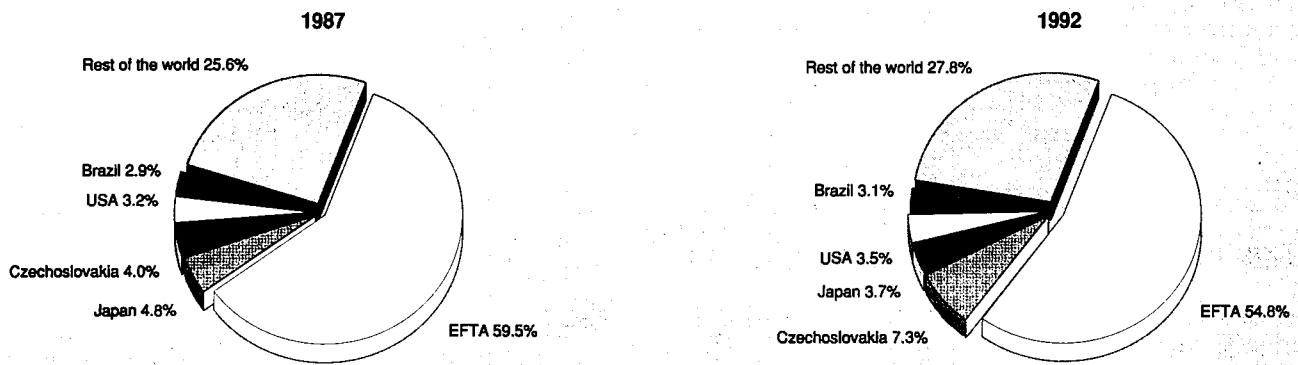 1987
Rest of the world 25.6%
Brazil 2.9%
USA 3.2%
Czechoslovakia 4.0%
Japan 4.8%
EFTA 59.5%
1992
Rest of the world 27.8%
Brazil 3.1%
USA 3.5%
Japan 3.7%
Czechoslovakia 7.3%
EFTA 54.8%